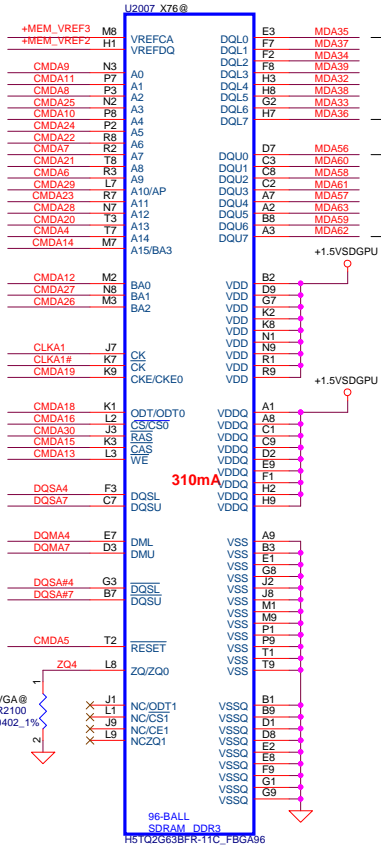 U2007 X76@
+MEM_VREF3 M8 VREFCA
+MEM_VREF2 H1 VREFDQ
CMDA9 N3 A0
CMDA11 P7 A1
CMDA8 P3 A2
CMDA25 N2 A3
CMDA10 P8 A4
CMDA24 P2 A5
CMDA22 R8 A6
CMDA7 R2 A7
CMDA21 T8 A8
CMDA6 R3 A9
CMDA29 L7 A10/AP
CMDA23 R7 A11
CMDA28 N7 A12
CMDA20 T3 A13
CMDA4 T7 A14
CMDA14 M7 A15/BA3
CMDA12 M2 BA0
CMDA27 N8 BA1
CMDA26 M3 BA2
CLKA1 J7 CK
CLKA1# K7 CK
CMDA19 K9 CKE/CKE0
CMDA18 K1 ODT/ODT0
CMDA16 L2 CS/CS0
CMDA30 J3 RAS
CMDA15 K3 CAS
CMDA13 L3 WE
DQSA4 F3 DQSL
DQSA7 C7 DQSU
DQMA4 E7 DML
DQMA7 D3 DMU
DQSA#4 G3 DQSL
DQSA#7 B7 DQSU
CMDA5 T2 RESET
ZQ4 L8 ZQ/ZQ0
J1 NC/ODT1
L1 NC/CS1
J9 NC/CE1
L9 NCZQ1
1
/GA@
R2100
0402_1%
2
DQL0 E3 MDA35
DQL1 F7 MDA37
DQL2 F2 MDA34
DQL3 F8 MDA39
DQL4 H3 MDA32
DQL5 H8 MDA38
DQL6 G2 MDA33
DQL7 H7 MDA36
DQU0 D7 MDA56
DQU1 C3 MDA60
DQU2 C8 MDA58
DQU3 C2 MDA61
DQU4 A7 MDA57
DQU5 A2 MDA63
DQU6 B8 MDA59
DQU7 A3 MDA62
+1.5VSDGPU
VDD B2
VDD D9
VDD G7
VDD K2
VDD K8
VDD N1
VDD N9
VDD R1
VDD R9
+1.5VSDGPU
VDDQ A1
VDDQ A8
VDDQ C1
VDDQ C9
VDDQ D2
VDDQ E9
VDDQ F1
VDDQ H2
VDDQ H9
310mA
VSS A9
VSS B3
VSS E1
VSS G8
VSS J2
VSS J8
VSS M1
VSS M9
VSS P1
VSS P9
VSS T1
VSS T9
VSSQ B1
VSSQ B9
VSSQ D1
VSSQ D8
VSSQ E2
VSSQ E8
VSSQ F9
VSSQ G1
VSSQ G9
96-BALL
SDRAM DDR3
H5TQ2G63BFR-11C_FBGA96